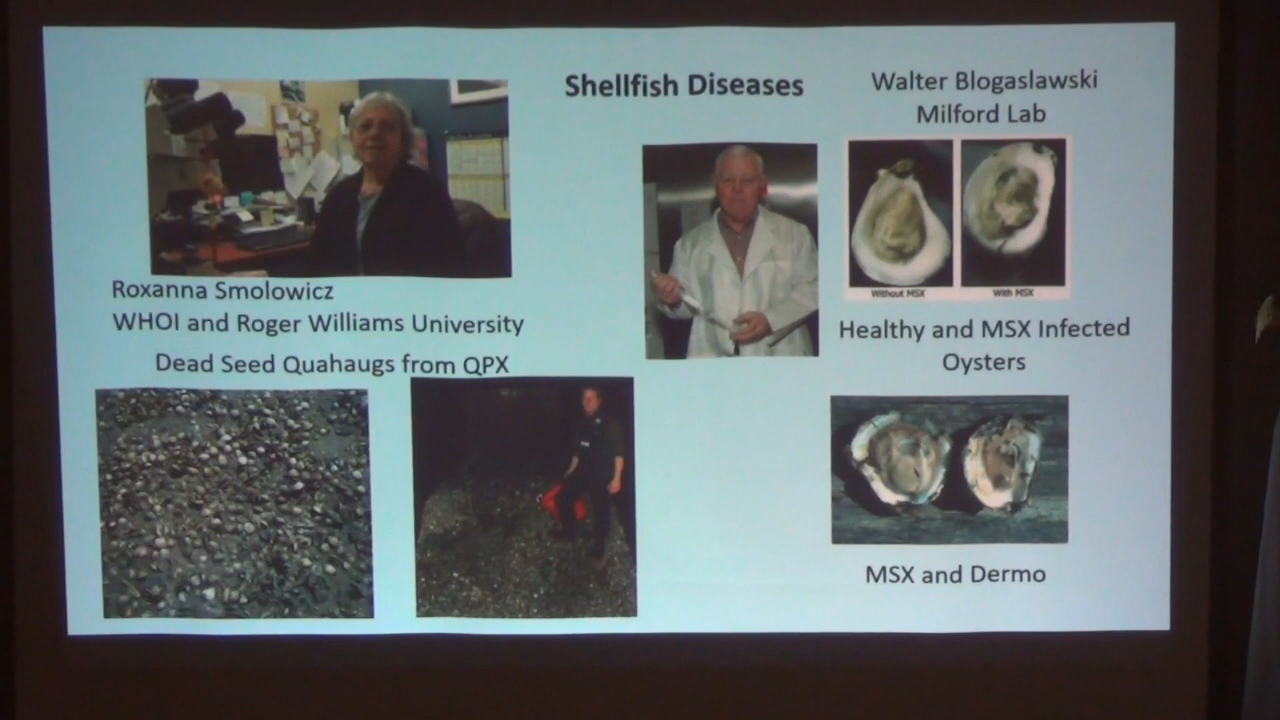 Shellfish Diseases
Roxanna Smolowicz
WHOI and Roger Williams University
Dead Seed Quahaugs from QPX
Walter Blogaslawski
Milford Lab
Without MSX
With MSX
Healthy and MSX Infected
Oysters
MSX and Dermo